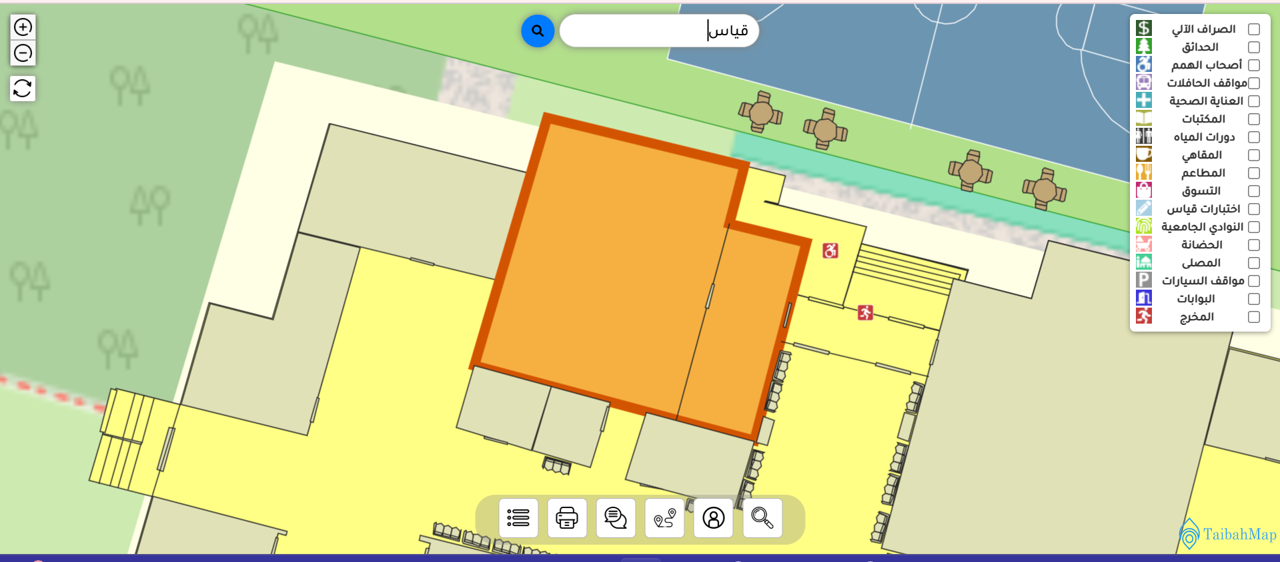 قياس
الصراف الآلي
الحدائق
أصحاب الهمم
مواقف الحافلات
العناية الصحية
المكتبات
دورات المياه
المقاهي
المطاعم
التسوق
اختبارات قياس
النوادي الجامعية
الحضانة
المصلى
P مواقف السيارات
البوابات
المخرج
TaibahMap